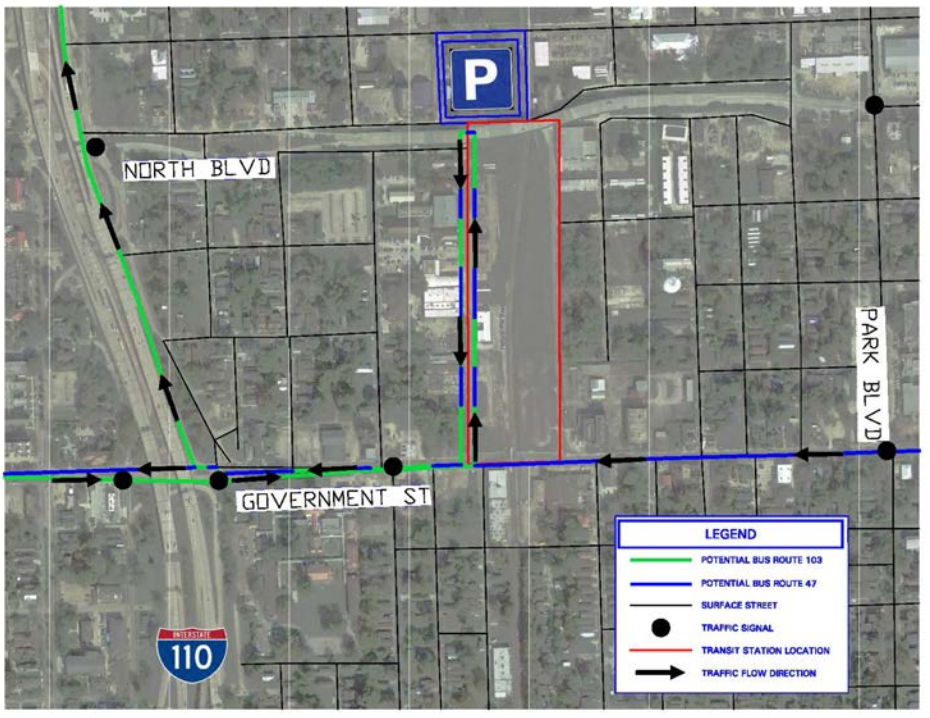 P
NORTH BLVD
PARK BLVD
GOVERNMENT ST
INTERSTATE
110
LEGEND
POTENTIAL BUS ROUTE 103
POTENTIAL BUS ROUTE 47
SURFACE STREET
TRAFFIC SIGNAL
TRANSIT STATION LOCATION
TRAFFIC FLOW DIRECTION